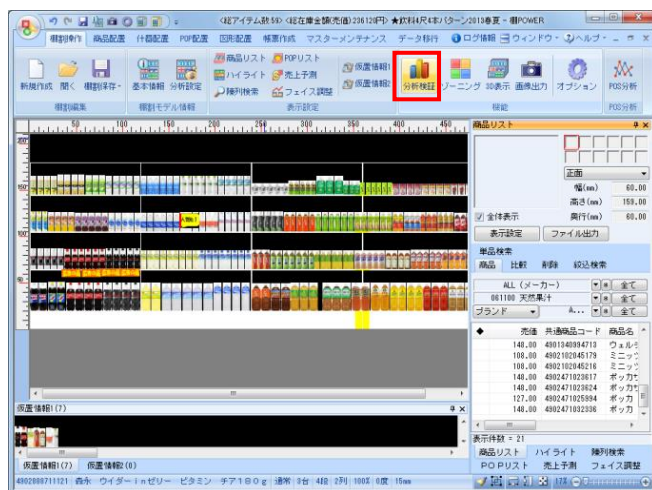 <総アイテム数:59> <総在庫金額(売価):236120円> ★飲料4尺4本パターン2013春夏 - 棚POWER
棚割操作 商品配置 什器配置 POP配置 図形配置 帳票作成 マスターメンテナンス データ移行 ログ情報 ウィンドウ・ ヘルプ・
商品リスト POPリスト 仮置情報1
ハイライト 売上予測 仮置情報2
陳列検索 フェイス調整
新規作成 開く 棚割保存・ 基本情報 分析設定 分析検証 ゾーニング 3D表示 画像出力 オプション POS分析
棚割編集 棚割モデル情報 表示設定 機能 POS分析
50 100 150 200 250 300 350 400 450
200
150
100
50
商品リスト
正面
幅(mm) 60.00
高さ(mm) 159.00
全体表示 奥行(mm) 60.00
表示設定 ファイル出力
単品検索
商品 比較 削除 絞込検索
ALL (メーカー) 全て
061100 天然果汁 全て
ブランド A... 全て
売価 共通商品コード 商品名
148.00 4901340994713 ウェルチ
108.00 4902102045179 ミニッツ
108.00 4902102045216 ミニッツ
148.00 4902471023617 ポッカ
148.00 4902471023624 ポッカ
127.00 4902471025994 ポッカ
148.00 4902471032336 ポッカ
表示件数 = 21
商品リスト ハイライト 陳列検索
POPリスト 売上予測 フェイス調整
仮置情報1(7)
仮置情報1(7) 仮置情報2(0)
4902888711121 森永 ウイダーinゼリー ビタミン チア180g 通常 3台 4段 2列 100% 0度 15mm
17%